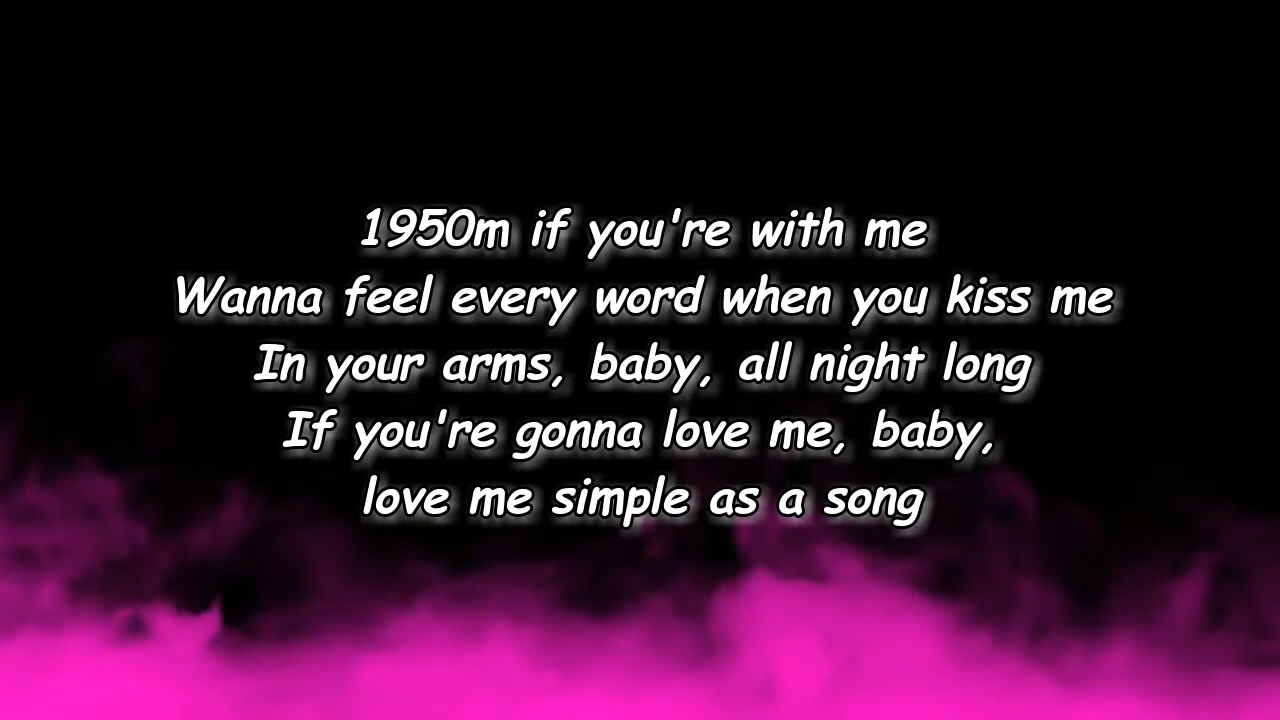 1950m if you're with me
Wanna feel every word when you kiss me
In your arms, baby, all night long
If you're gonna love me, baby,
love me simple as a song